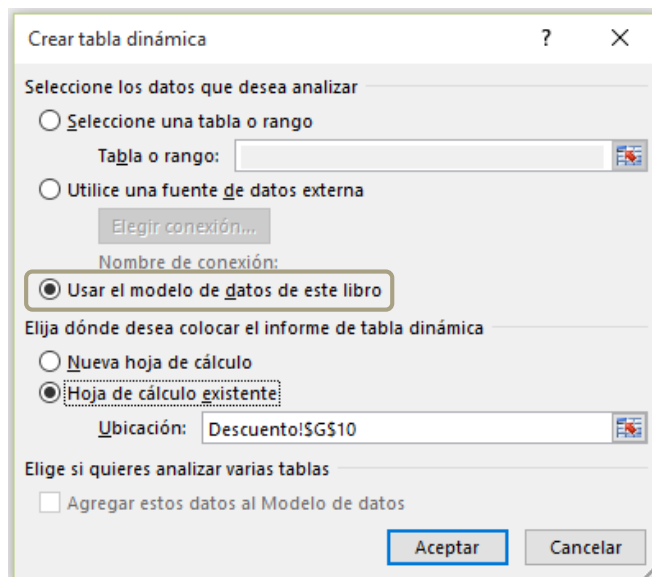 Crear tabla dinámica ? X
Seleccione los datos que desea analizar
Seleccione una tabla o rango
Tabla o rango:
Utilice una fuente de datos externa
Elegir conexión...
Nombre de conexión:
Usar el modelo de datos de este libro
Elija dónde desea colocar el informe de tabla dinámica
Nueva hoja de cálculo
Hoja de cálculo existente
Ubicación: Descuento!$G$10
Elige si quieres analizar varias tablas
Agregar estos datos al Modelo de datos
Aceptar Cancelar